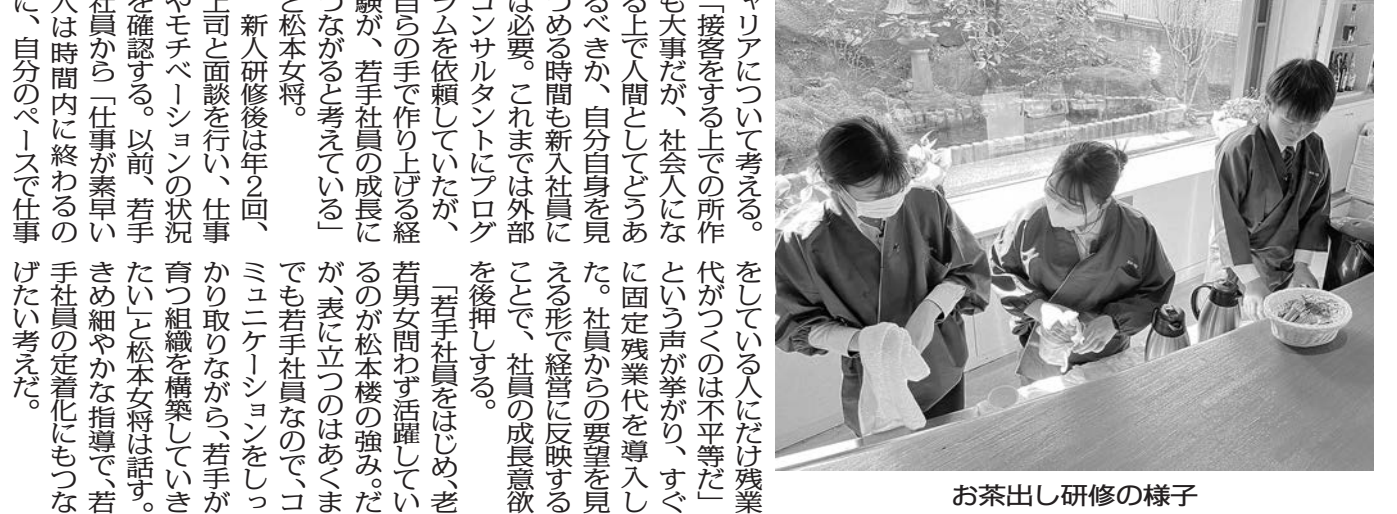 ャリアについて考える。
「接客をする上での所作
も大事だが、社会人にな
る上で人間としてどうあ
るべきか、自分自身を見
つめる時間も新入社員に
は必要。これまでは外部
コンサルタントにプログ
ラムを依頼していたが、
自らの手で作り上げる経
験が、若手社員の成長に
つながると考えている」
と松本女将。
新人研修後は年2回、
上司と面談を行い、仕事
やモチベーションの状況
を確認する。以前、若手
社員から「仕事が素早い
人は時間内に終わるの
に、自分のペースで仕事
をしている人にだけ残業
代がつくのは不平等だ」
という声が挙がり、すぐ
に固定残業代を導入し
た。社員からの要望を見
える形で経営に反映する
ことで、社員の成長意欲
を後押しする。
「若手社員をはじめ、老
若男女問わず活躍してい
るのが松本楼の強み。だ
が、表に立つのはあくま
でも若手社員なので、コ
ミュニケーションをしっ
かり取りながら、若手が
育つ組織を構築していき
たい」と松本女将は話す。
きめ細やかな指導で、若
手社員の定着化にもつな
げたい考えだ。
お茶出し研修の様子